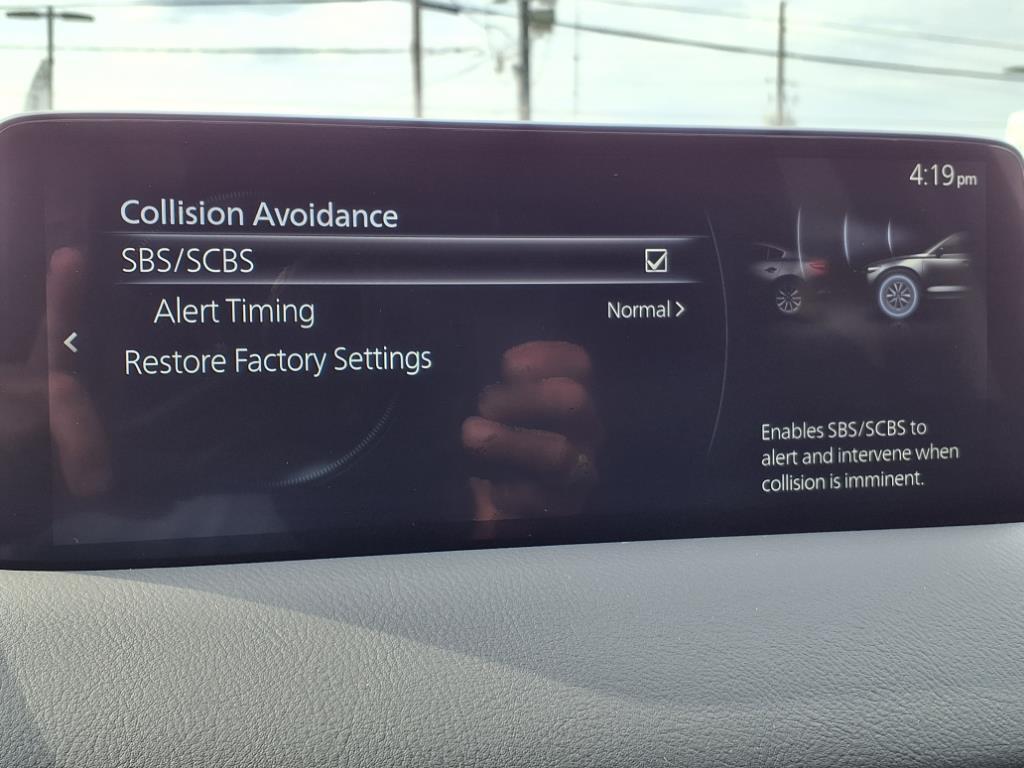 4:19pm
Collision Avoidance
SBS/SCBS
Alert Timing Normal >
Restore Factory Settings
<
Enables SBS/SCBS to
alert and intervene when
collision is imminent.